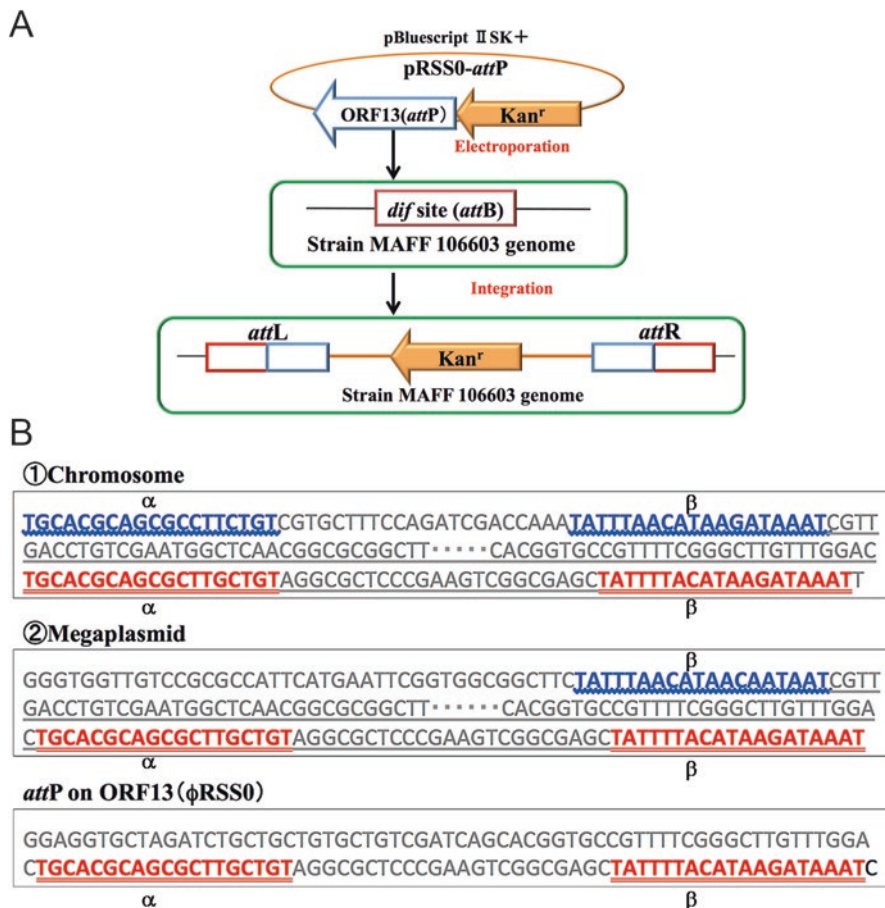 A
pBluescript Ⅱ SK+
pRSS0-attP
ORF13(attP)
Kanʳ
Electroporation
dif site (attB)
Strain MAFF 106603 genome
Integration
attL
attR
Kanʳ
Strain MAFF 106603 genome
B
①Chromosome
α β
TGCACGCAGCGCCTTCTGTCGTGCTTTCCAGATCGACCAAATATTTAACATAAGATAAATCGTT
GACCTGTCGAATGGCTCAACGGCGCGGCTT······CACGGTGCCGTTTTCGGGCTTGTTTGGAC
TGCACGCAGCGCTTGCTGTAGGCGCTCCCGAAGTCGGCGAGCTATTTTACATAAGATAAATT
α β
②Megaplasmid
β
GGGTGGTTGTCCGCGCCATTCATGAATTCGGTGGCGGCTTCTATTTAACATAACAATAATCGTT
GACCTGTCGAATGGCTCAACGGCGCGGCTT······CACGGTGCCGTTTTCGGGCTTGTTTGGA
CTGCACGCAGCGCTTGCTGTAGGCGCTCCCGAAGTCGGCGAGCTATTTTACATAAGATAAAT
α β
attP on ORF13(ϕRSS0)
GGAGGTGCTAGATCTGCTGCTGTGCTGTCGATCAGCACGGTGCCGTTTTCGGGCTTGTTTGGA
CTGCACGCAGCGCTTGCTGTAGGCGCTCCCGAAGTCGGCGAGCTATTTTACATAAGATAAATC
α β